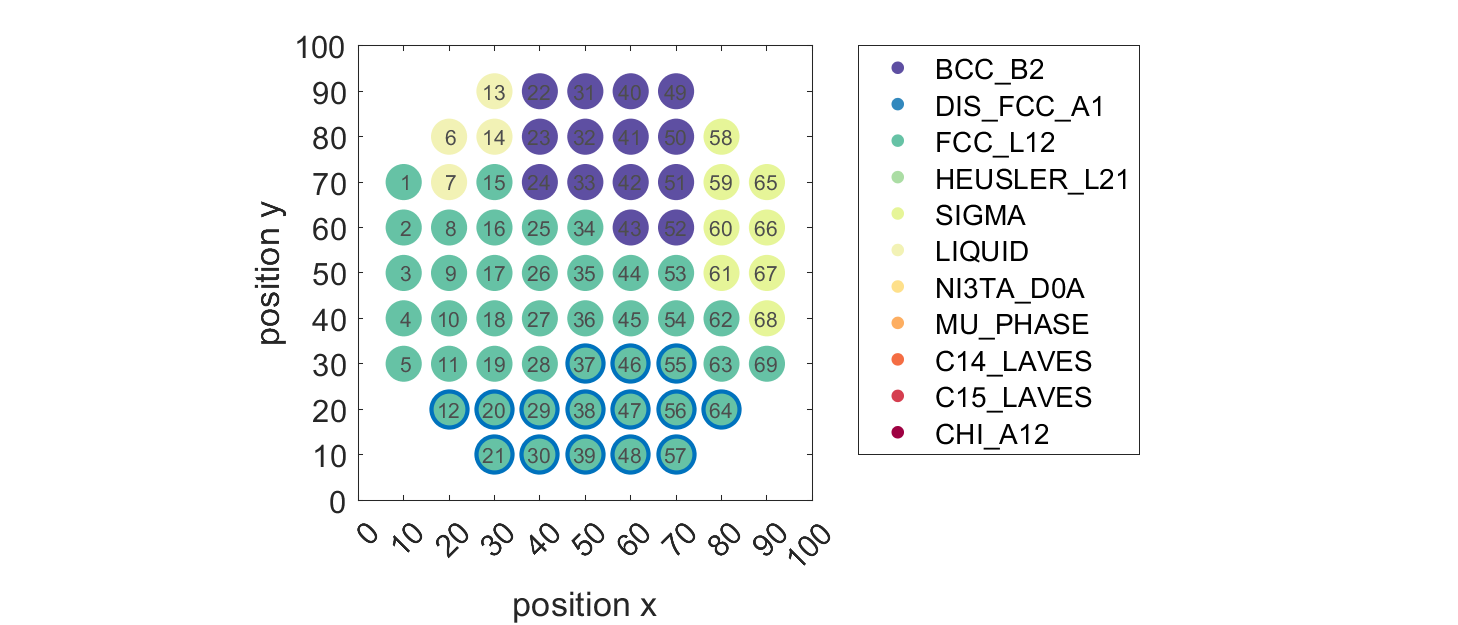 100
90 13 22 31 40 49
80 6 14 23 32 41 50 58
70 1 7 15 24 33 42 51 59 65
60 2 8 16 25 34 43 52 60 66
50 3 9 17 26 35 44 53 61 67
40 4 10 18 27 36 45 54 62 68
30 5 11 19 28 37 46 55 63 69
20 12 20 29 38 47 56 64
10 21 30 39 48 57
0
0 10 20 30 40 50 60 70 80 90 100
position x
position y
BCC_B2
DIS_FCC_A1
FCC_L12
HEUSLER_L21
SIGMA
LIQUID
NI3TA_D0A
MU_PHASE
C14_LAVES
C15_LAVES
CHI_A12